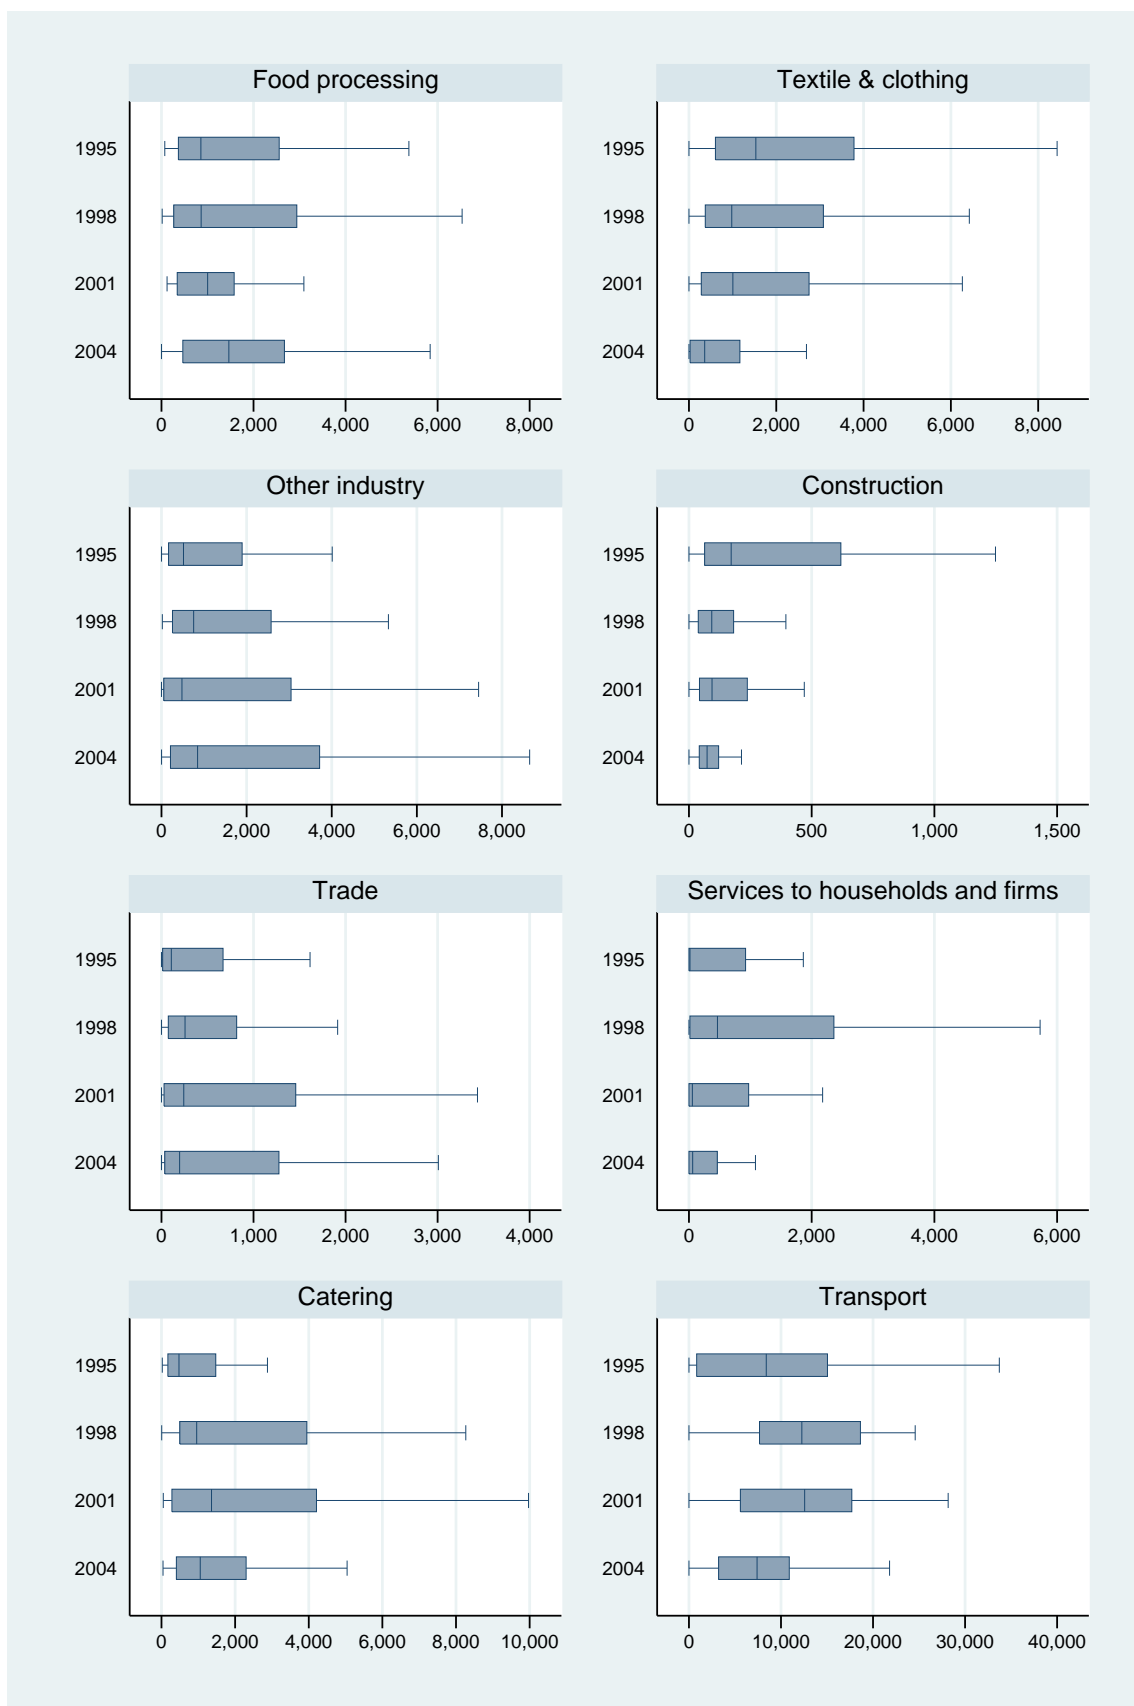 Food processing
1995
1998
2001
2004
0 2,000 4,000 6,000 8,000
Textile & clothing
1995
1998
2001
2004
0 2,000 4,000 6,000 8,000
Other industry
1995
1998
2001
2004
0 2,000 4,000 6,000 8,000
Construction
1995
1998
2001
2004
0 500 1,000 1,500
Trade
1995
1998
2001
2004
0 1,000 2,000 3,000 4,000
Services to households and firms
1995
1998
2001
2004
0 2,000 4,000 6,000
Catering
1995
1998
2001
2004
0 2,000 4,000 6,000 8,000 10,000
Transport
1995
1998
2001
2004
0 10,000 20,000 30,000 40,000